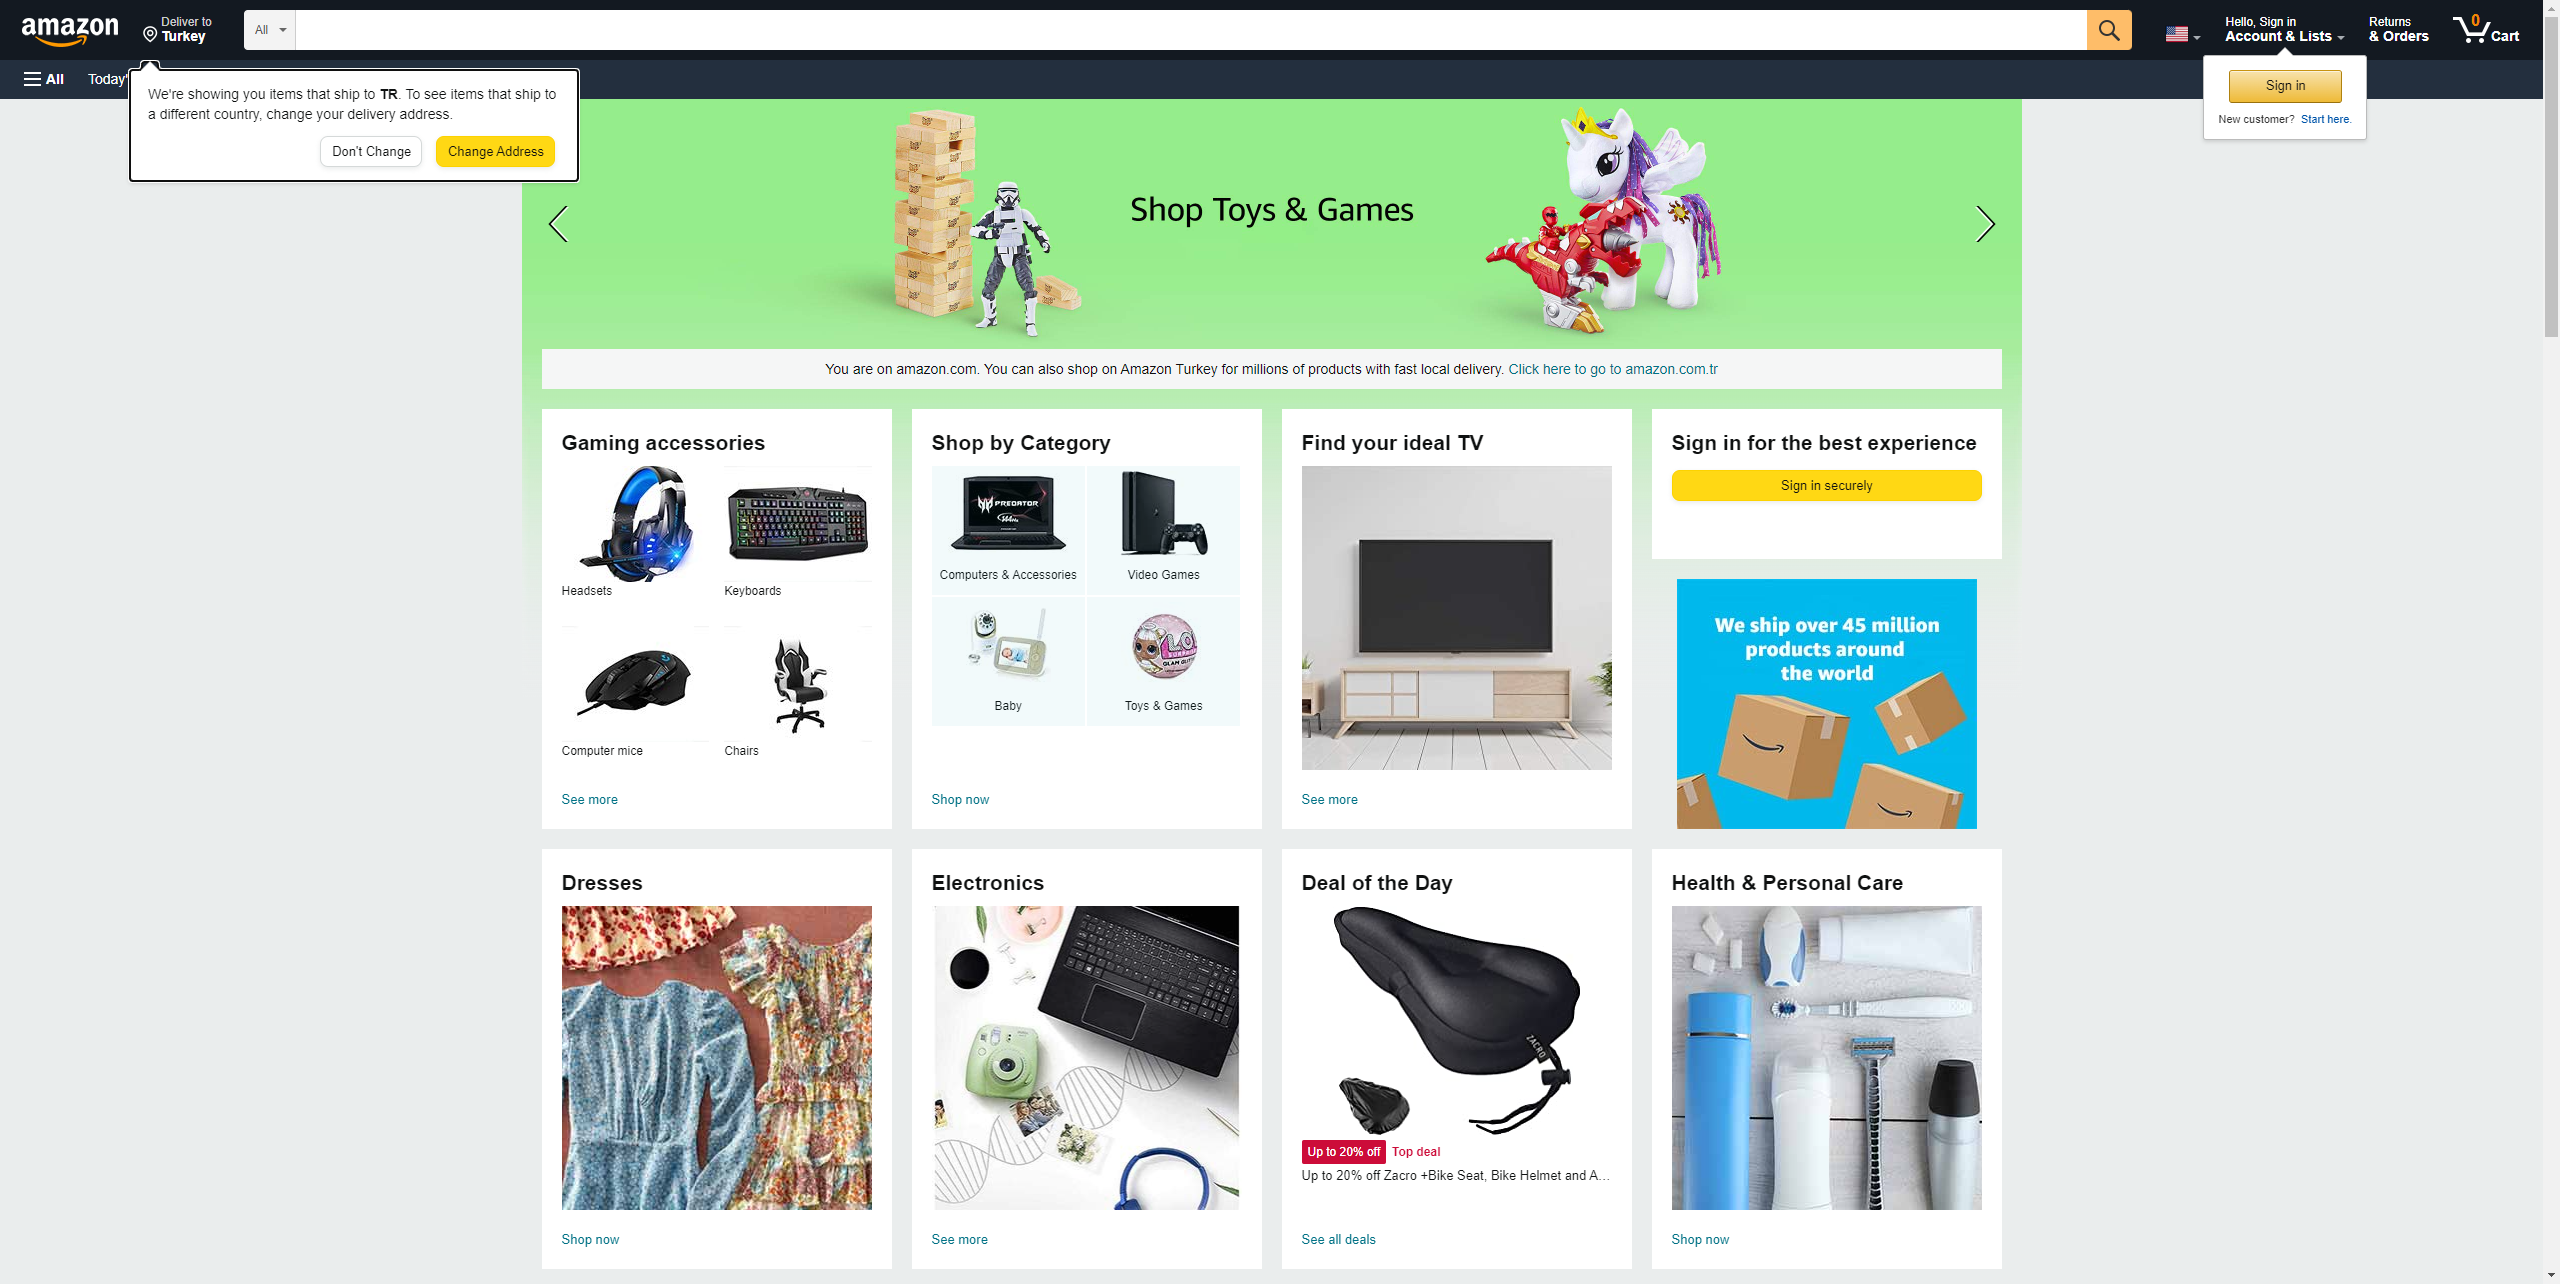 amazon
Deliver to
Turkey
All
Hello, Sign in
Account & Lists
Returns
& Orders
0
Cart
All
Today'
We're showing you items that ship to TR. To see items that ship to
a different country, change your delivery address.
Don't Change
Change Address
Sign in
New customer? Start here.
Shop Toys & Games
You are on amazon.com. You can also shop on Amazon Turkey for millions of products with fast local delivery. Click here to go to amazon.com.tr
Gaming accessories
Headsets
Keyboards
Computer mice
Chairs
See more
Shop by Category
PREDATOR
Computers & Accessories
Video Games
L.O.L
SURPRISE
GLAM GLITTER
Baby
Toys & Games
Shop now
Find your ideal TV
See more
Sign in for the best experience
Sign in securely
We ship over 45 million
products around
the world
Dresses
Shop now
Electronics
See more
Deal of the Day
ZACRO
Up to 20% off
Top deal
Up to 20% off Zacro +Bike Seat, Bike Helmet and A…
See all deals
Health & Personal Care
Shop now